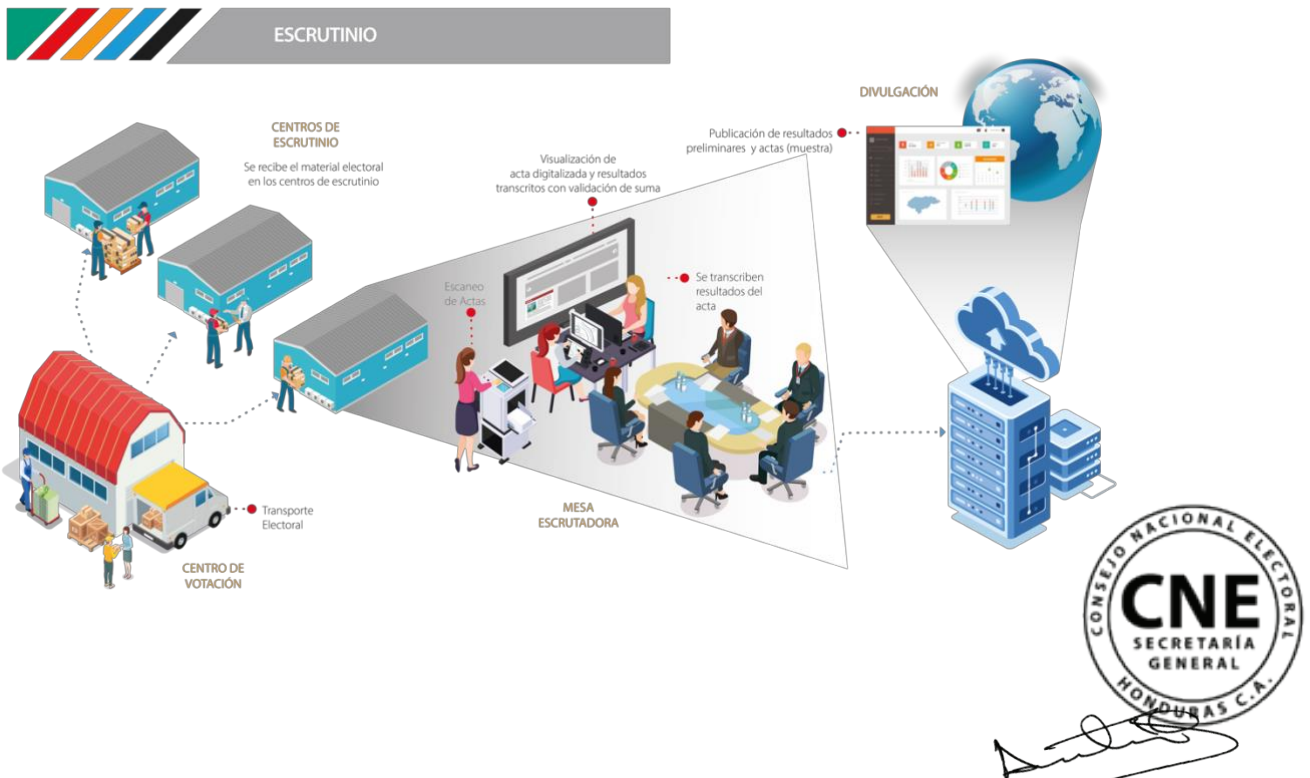 ESCRUTINIO
CENTROS DE
ESCRUTINIO
Se recibe el material electoral
en los centros de escrutinio
Visualización de
acta digitalizada y resultados
transcritos con validación de suma
DIVULGACIÓN
Publicación de resultados
preliminares y actas (muestra)
Escaneo
de Actas
Se transcriben
resultados del
acta
MESA
ESCRUTADORA
Transporte
Electoral
CENTRO DE
VOTACIÓN
CONSEJO NACIONAL ELECTORAL
CNE
SECRETARÍA
GENERAL
HONDURAS C.A.